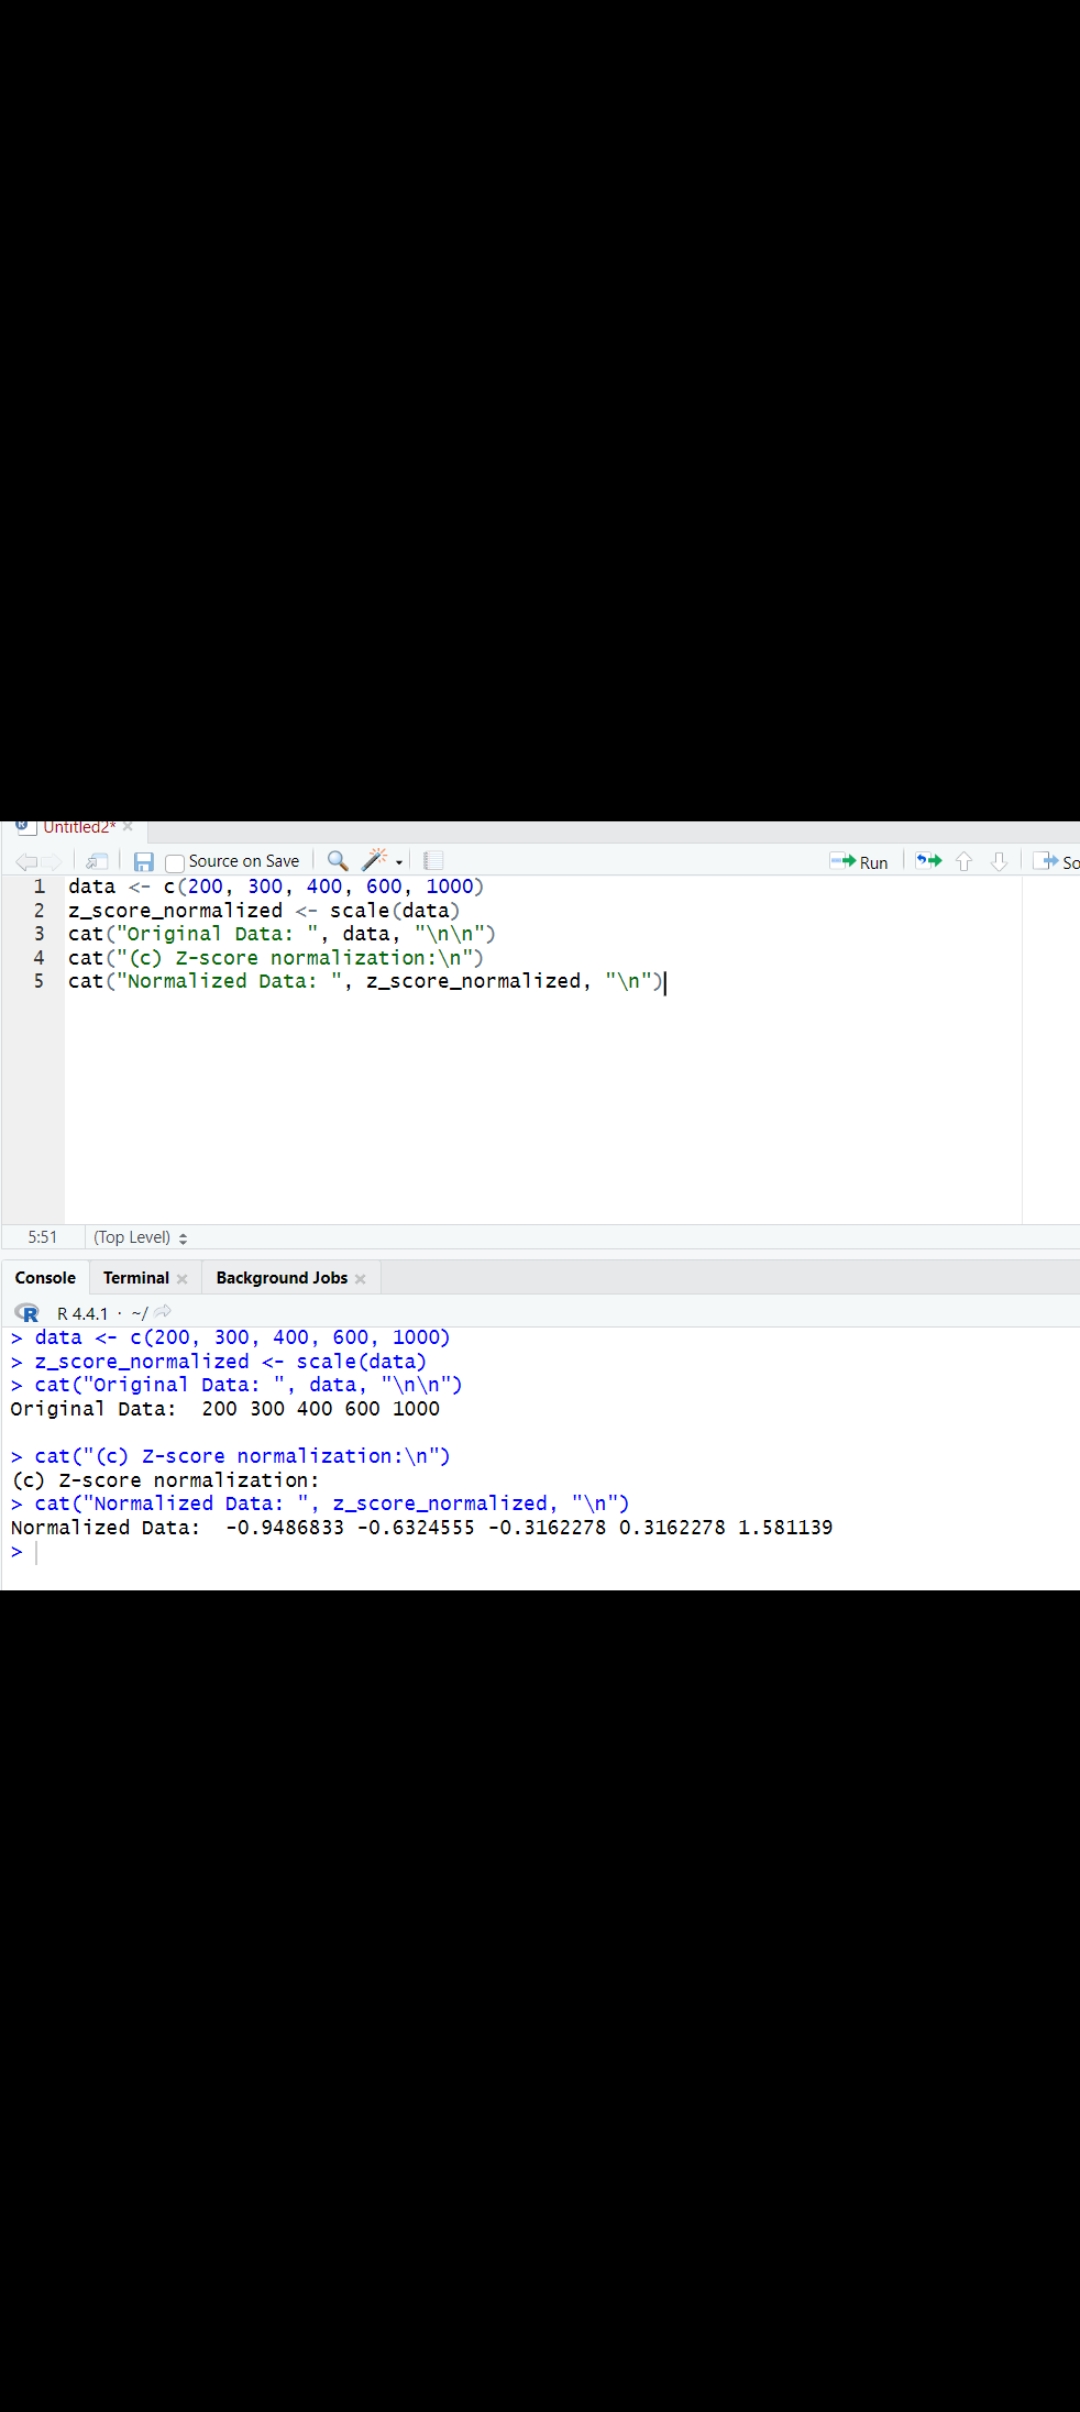 Untitled2*
Source on Save
Run
So
1 data <- c(200, 300, 400, 600, 1000)
2 z_score_normalized <- scale(data)
3 cat("Original Data: ", data, "\n\n")
4 cat("(c) Z-score normalization:\n")
5 cat("Normalized Data: ", z_score_normalized, "\n")
5:51 (Top Level)
Console Terminal Background Jobs
R R 4.4.1 · ~/
> data <- c(200, 300, 400, 600, 1000)
> z_score_normalized <- scale(data)
> cat("Original Data: ", data, "\n\n")
Original Data:  200 300 400 600 1000
> cat("(c) Z-score normalization:\n")
(c) Z-score normalization:
> cat("Normalized Data: ", z_score_normalized, "\n")
Normalized Data:  -0.9486833 -0.6324555 -0.3162278 0.3162278 1.581139
>